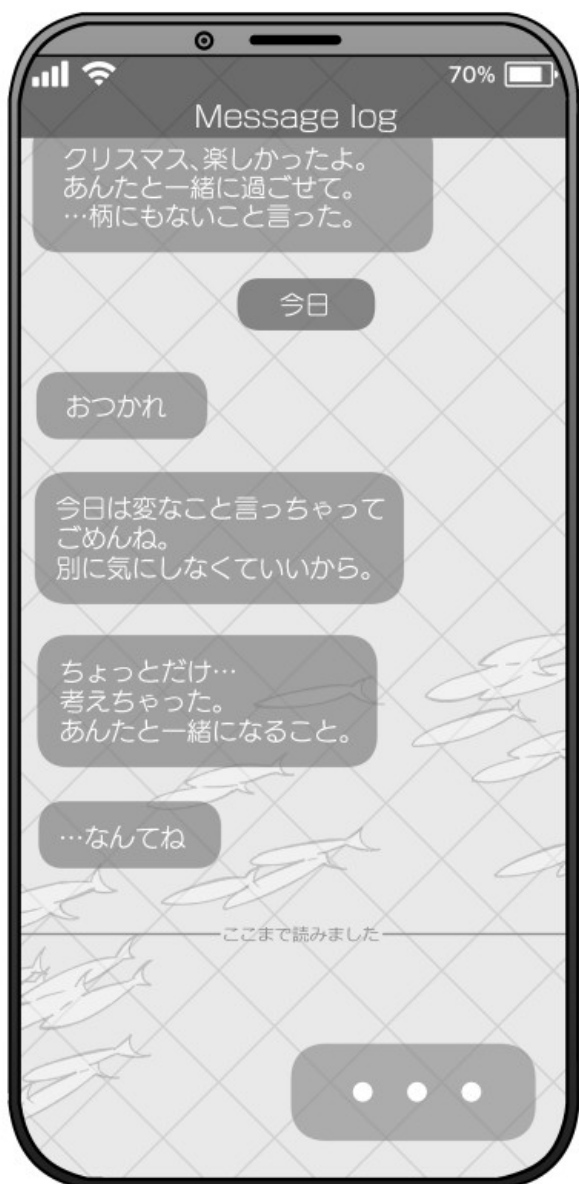 70%
Message log
クリスマス、楽しかったよ。
あんたと一緒に過ごせて。
…柄にもないこと言った。
今日
おつかれ
今日は変なこと言っちゃって
ごめんね。
別に気にしなくていいから。
ちょっとだけ…
考えちゃった。
あんたと一緒になること。
…なんてね
ここまで読みました